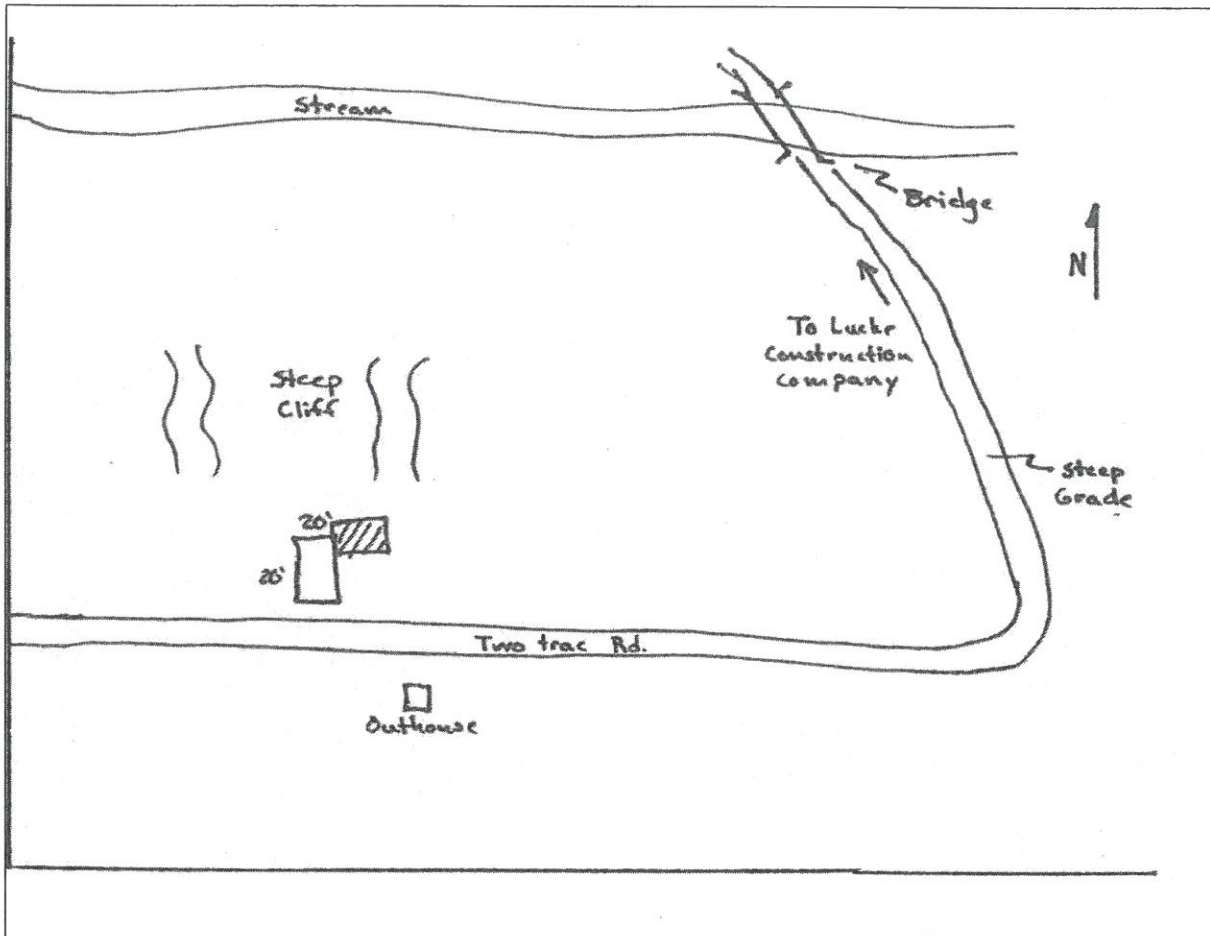 Stream
Bridge
N
To Lucke
Construction
Company
Steep
Cliff
Steep
Grade
20'
20'
Two trac Rd.
Outhouse